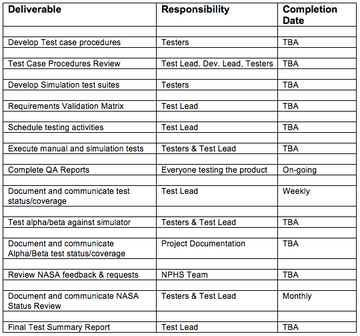 Deliverable Responsibility Completion
Date
Develop Test case procedures Testers TBA
Test Case Procedures Review Test Lead, Dev. Lead, Testers TBA
Develop Simulation test suites Testers TBA
Requirements Validation Matrix Test Lead TBA
Schedule testing activities Test Lead TBA
Execute manual and simulation tests Testers & Test Lead TBA
Complete QA Reports Everyone testing the product On-going
Document and communicate test Test Lead Weekly
status/coverage
Test alpha/beta against simulator Testers & Test Lead TBA
Document and communicate Project Documentation TBA
Alpha/Beta test status/coverage
Review NASA feedback & requests NPHS Team TBA
Document and communicate NASA Testers & Test Lead Monthly
Status Review
Final Test Summary Report Test Lead TBA